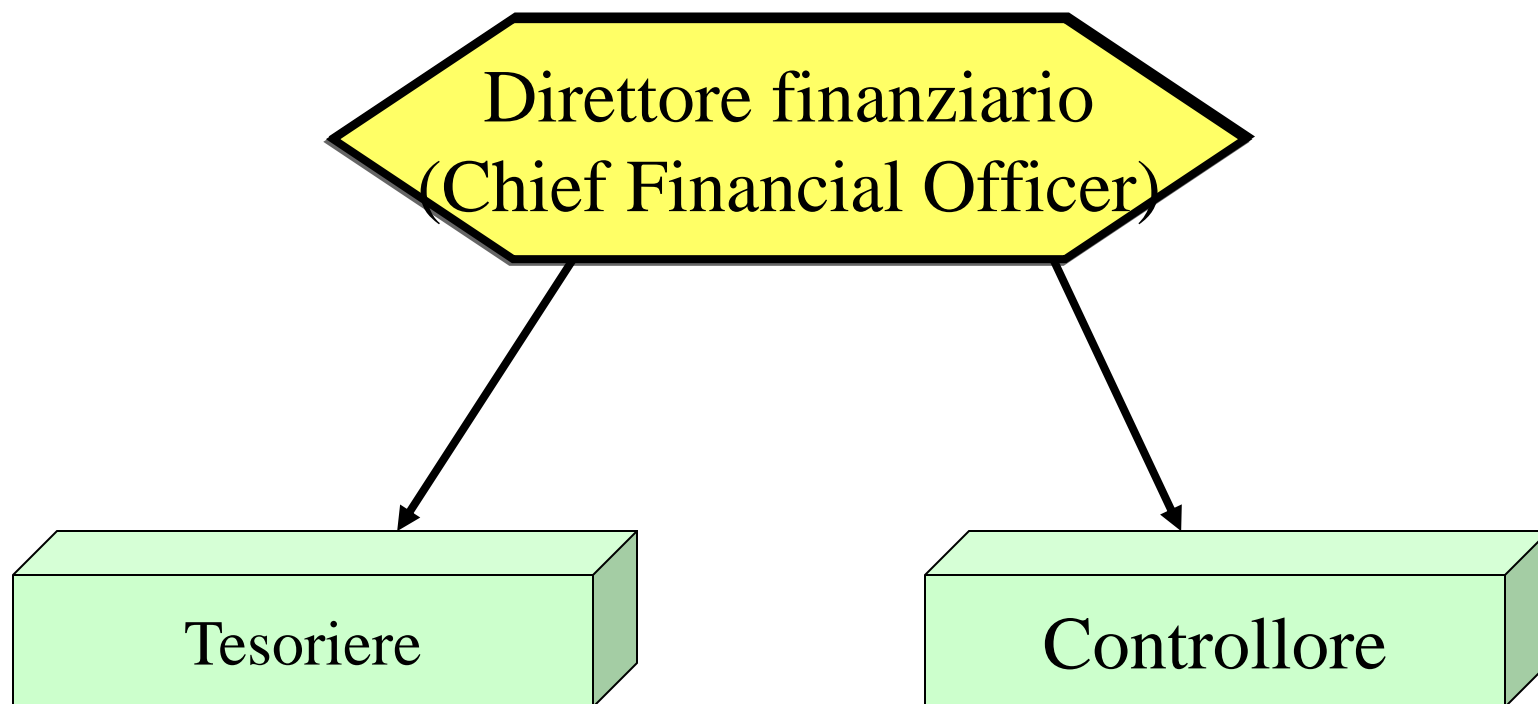 Direttore finanziario
(Chief Financial Officer)
Tesoriere
Controllore